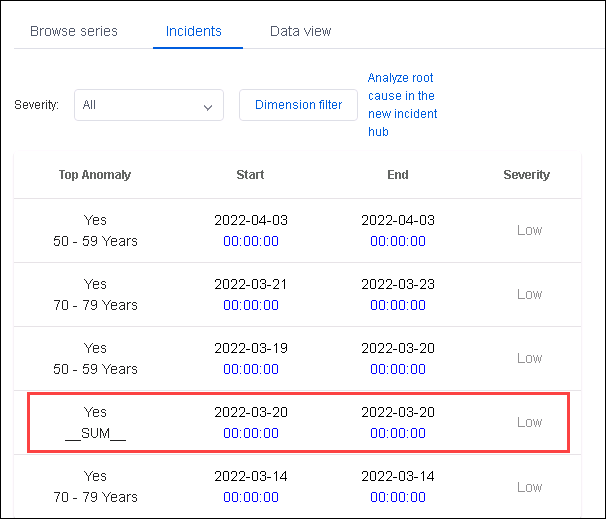 Browse series Incidents Data view
Analyze root
cause in the
new incident
hub
Severity: All Dimension filter
Top Anomaly Start End Severity
Yes 2022-04-03 2022-04-03 Low
50 - 59 Years 00:00:00 00:00:00
Yes 2022-03-21 2022-03-23 Low
70 - 79 Years 00:00:00 00:00:00
Yes 2022-03-19 2022-03-20 Low
50 - 59 Years 00:00:00 00:00:00
Yes 2022-03-20 2022-03-20 Low
__SUM__ 00:00:00 00:00:00
Yes 2022-03-14 2022-03-14 Low
70 - 79 Years 00:00:00 00:00:00